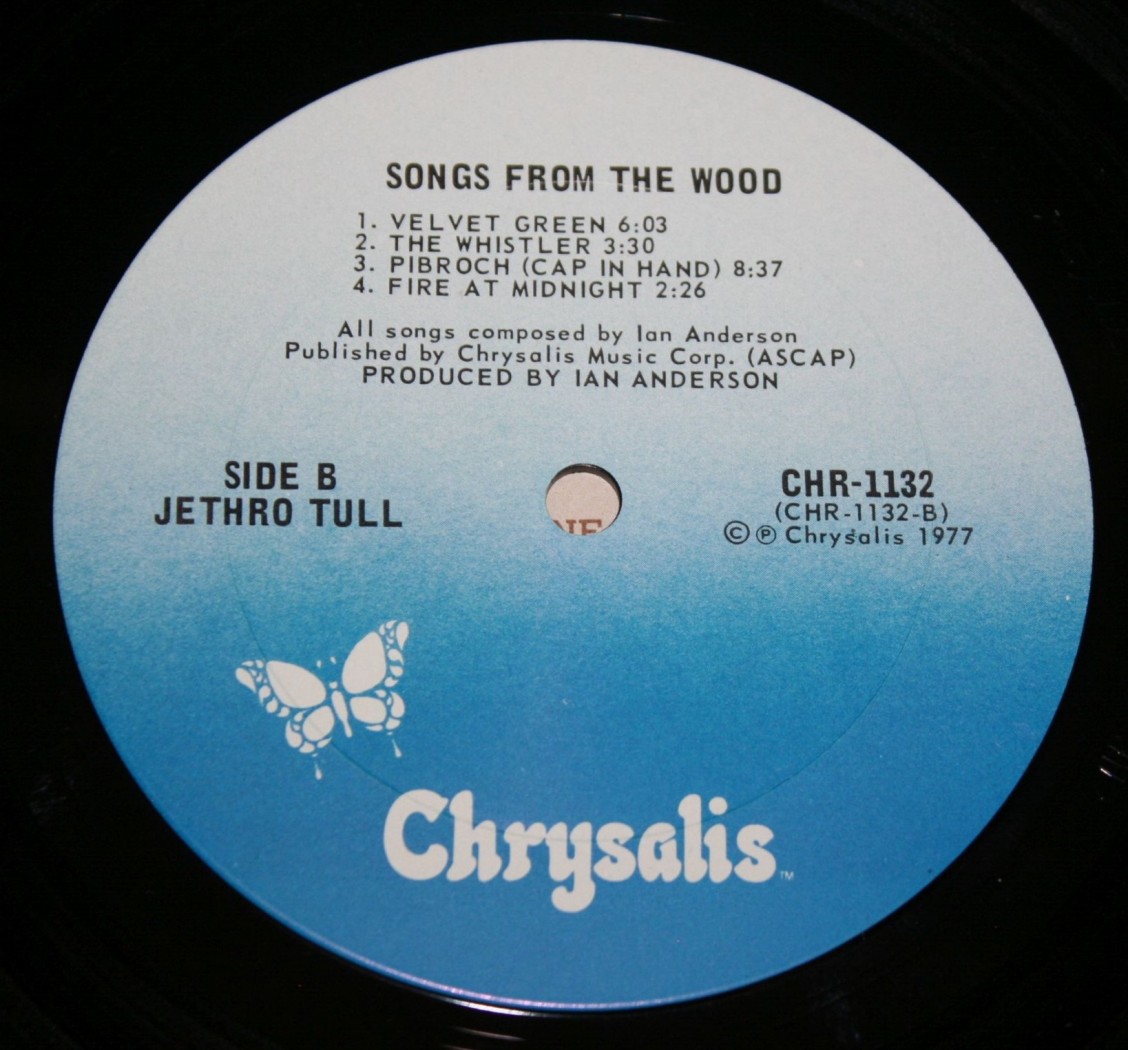 SONGS FROM THE WOOD
1. VELVET GREEN 6:03
2. THE WHISTLER 3:30
3. PIBROCH (CAP IN HAND) 8:37
4. FIRE AT MIDNIGHT 2:26
All songs composed by Ian Anderson
Published by Chrysalis Music Corp. (ASCAP)
PRODUCED BY IAN ANDERSON
SIDE B
JETHRO TULL
CHR-1132
(CHR-1132-B)
© ℗ Chrysalis 1977
Chrysalis™